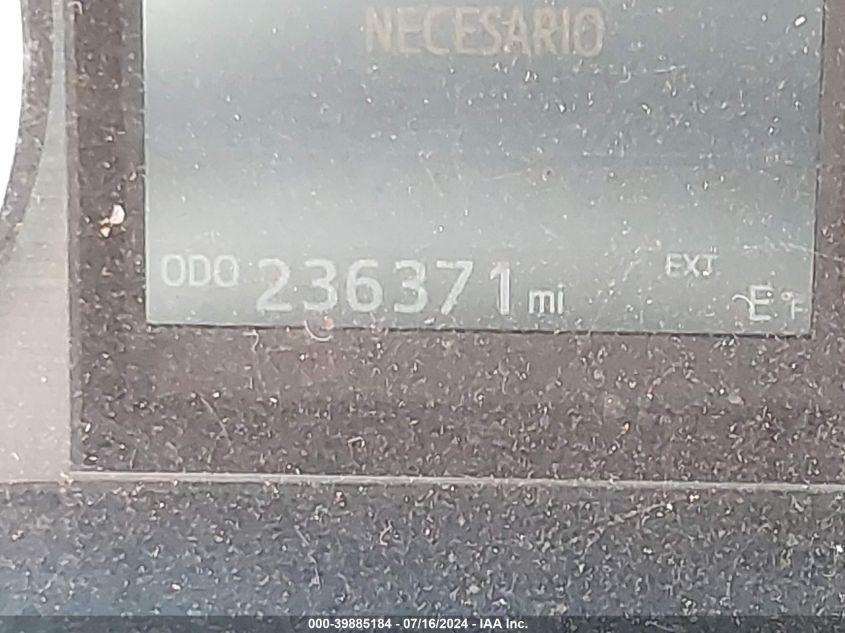 NECESARIO
ODO 236371 mi
EXT
E °F
000-39885184 - 07/16/2024 - IAA Inc.